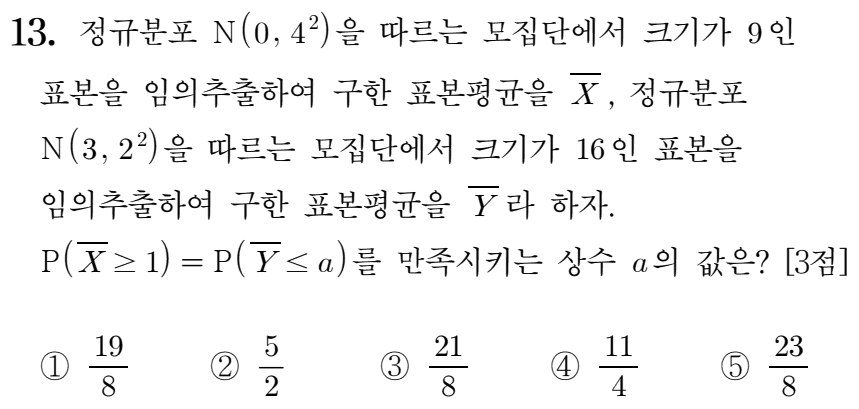 13. 정규분포 N(0, 4²)을 따르는 모집단에서 크기가 9인
표본을 임의추출하여 구한 표본평균을 X̅, 정규분포
N(3, 2²)을 따르는 모집단에서 크기가 16인 표본을
임의추출하여 구한 표본평균을 Y̅라 하자.
P(X̅ ≥ 1) = P(Y̅ ≤ a)를 만족시키는 상수 a의 값은? [3점]
① 19/8 ② 5/2 ③ 21/8 ④ 11/4 ⑤ 23/8